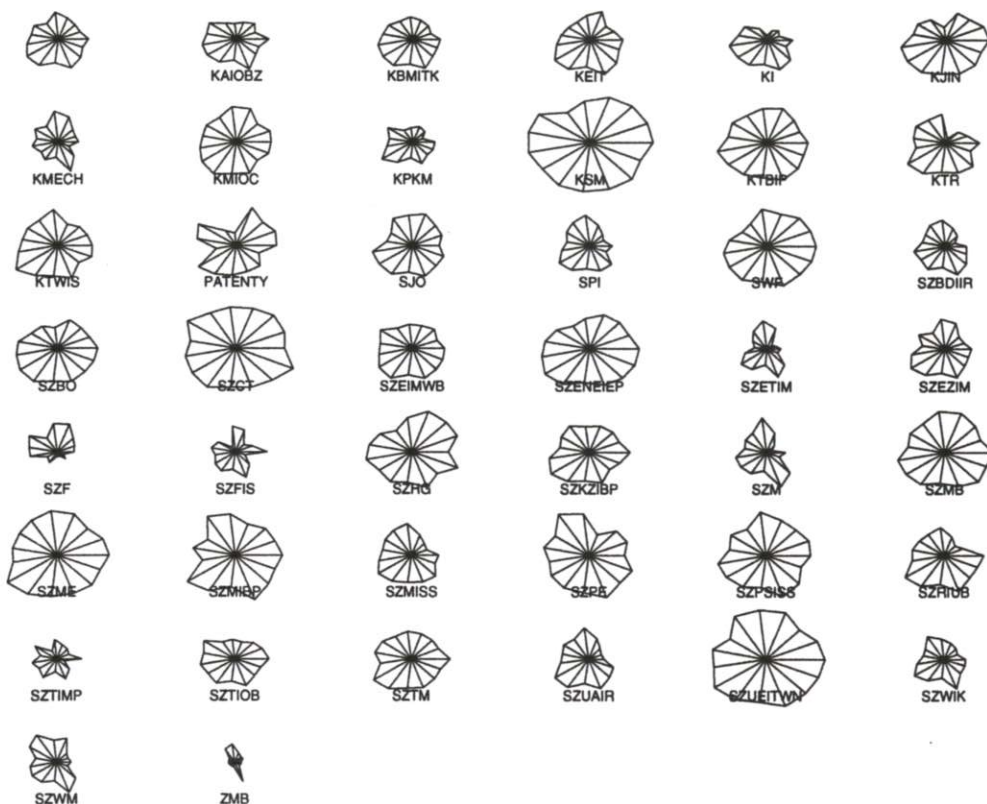 KAIOBZ KBMITK KEIT KI KJIN
KMECH KMIOC KPKM KSM KTBIP KTR
KTWIS PATENTY SJO SPI SWP SZBDIIR
SZBO SZCT SZEIMWB SZENEIEP SZETIM SZEZIM
SZF SZFIS SZHG SZKZIBP SZM SZMB
SZME SZMIBP SZMISS SZPE SZPSISS SZRIUB
SZTIMP SZTIOB SZTM SZUAIR SZUEITWN SZWIK
SZWM ZMB